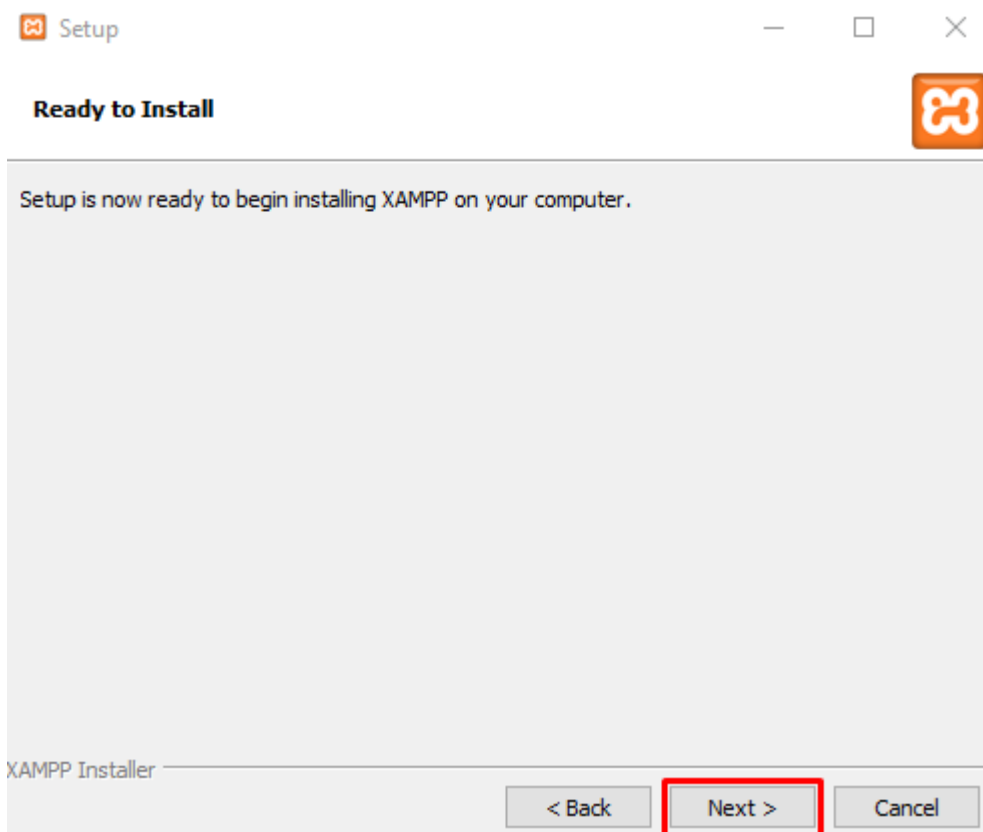 Setup
Ready to Install
Setup is now ready to begin installing XAMPP on your computer.
XAMPP Installer
< Back
Next >
Cancel